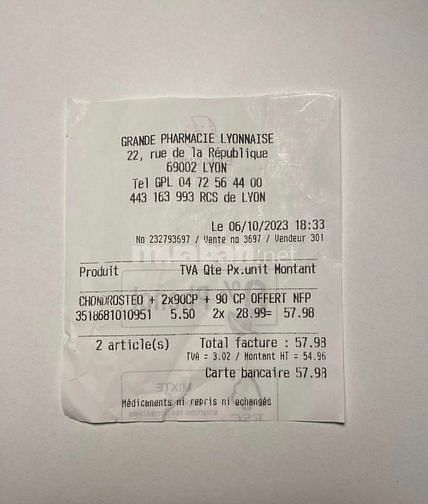 GRANDE PHARMACIE LYONNAISE
22, rue de la République
69002 LYON
Tel GPL 04 72 56 44 00
443 163 993 RCS de LYON
Le 06/10/2023 18:33
No 232793697 / Vente no 3697 / Vendeur 301
Produit TVA Qte Px.unit Montant
CHONDROSTEO + 2x90CP + 90 CP OFFERT NFP
3518681010951 5.50 2x 28.99= 57.98
2 article(s) Total facture : 57.98
TVA = 3.02 / Montant HT = 54.96
Carte bancaire 57.98
MIXTE
FSC
Médicaments ni repris ni echangés